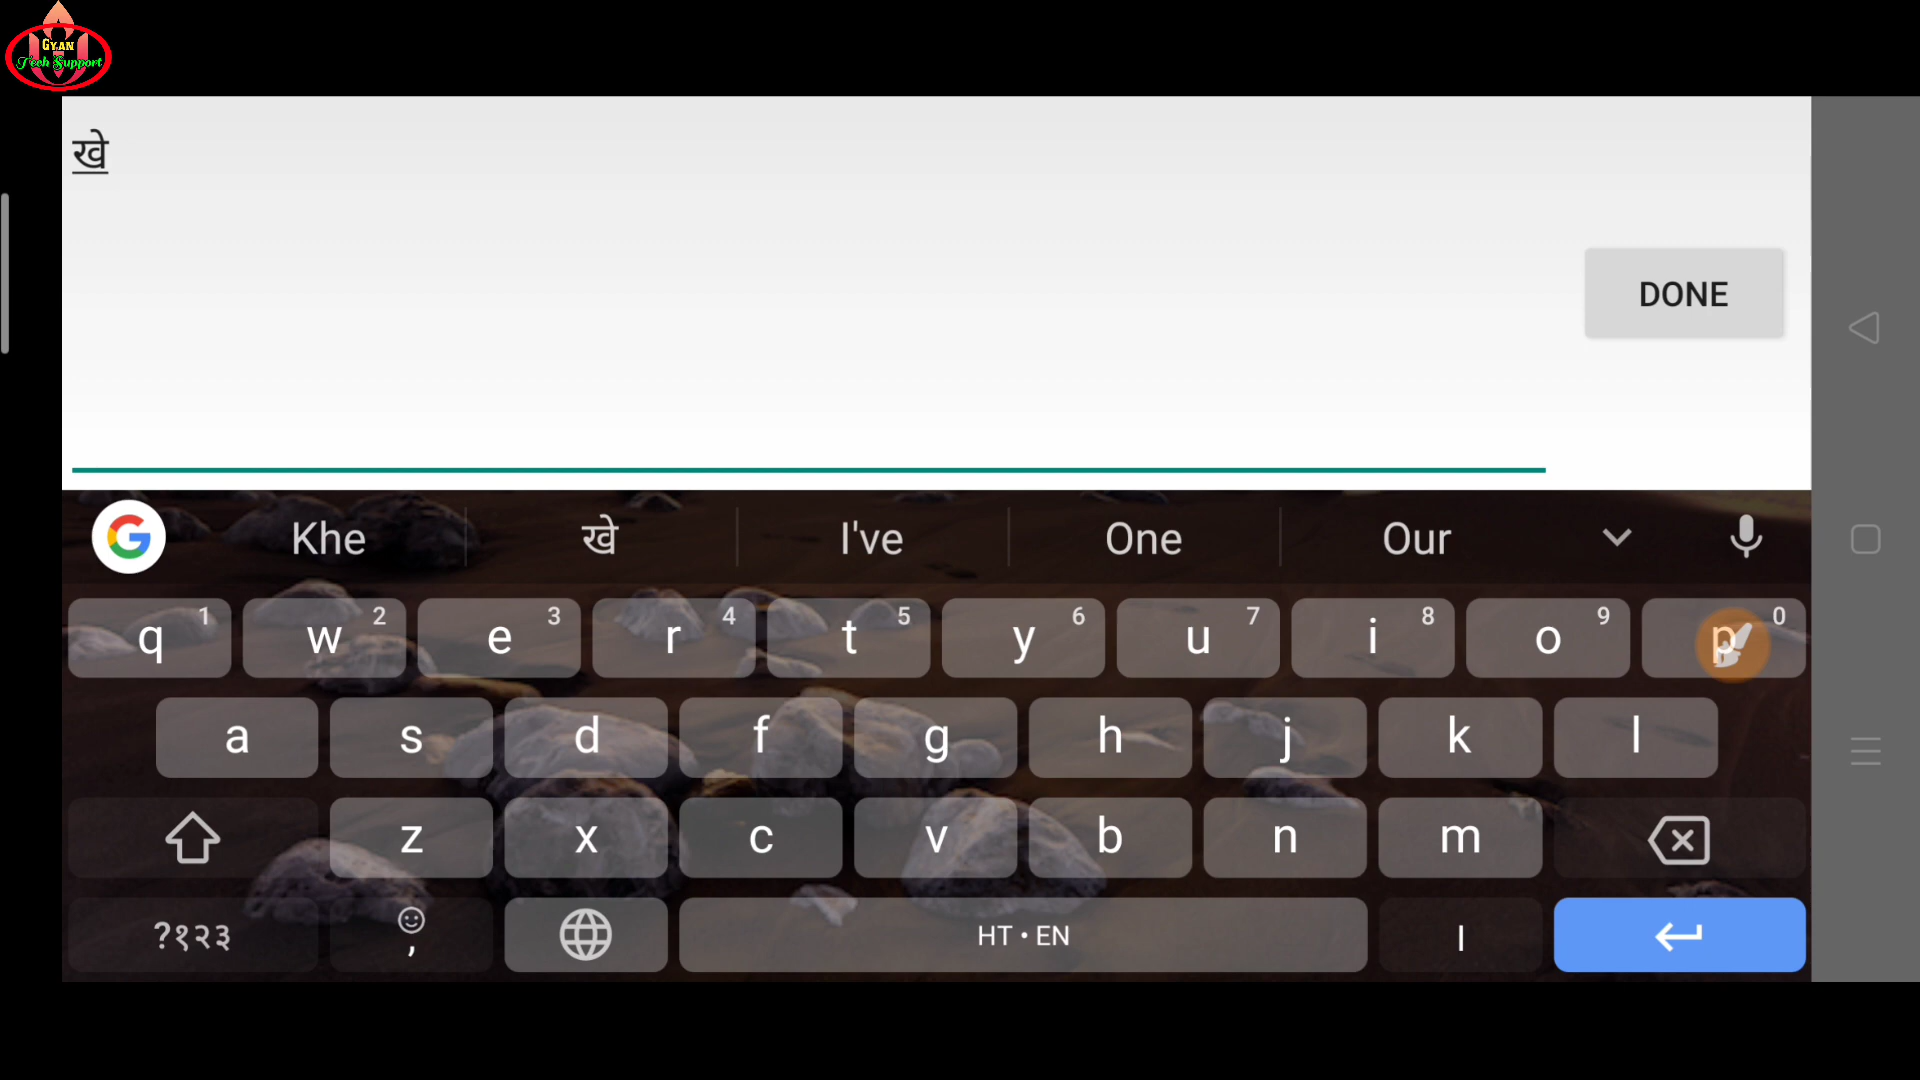 GYAN
Tech Support
खे
DONE
Khe खे I've One Our
q 1 w 2 e 3 r 4 t 5 y 6 u 7 i 8 o 9 p 0
a s d f g h j k l
z x c v b n m
?१२३ , HT • EN ।